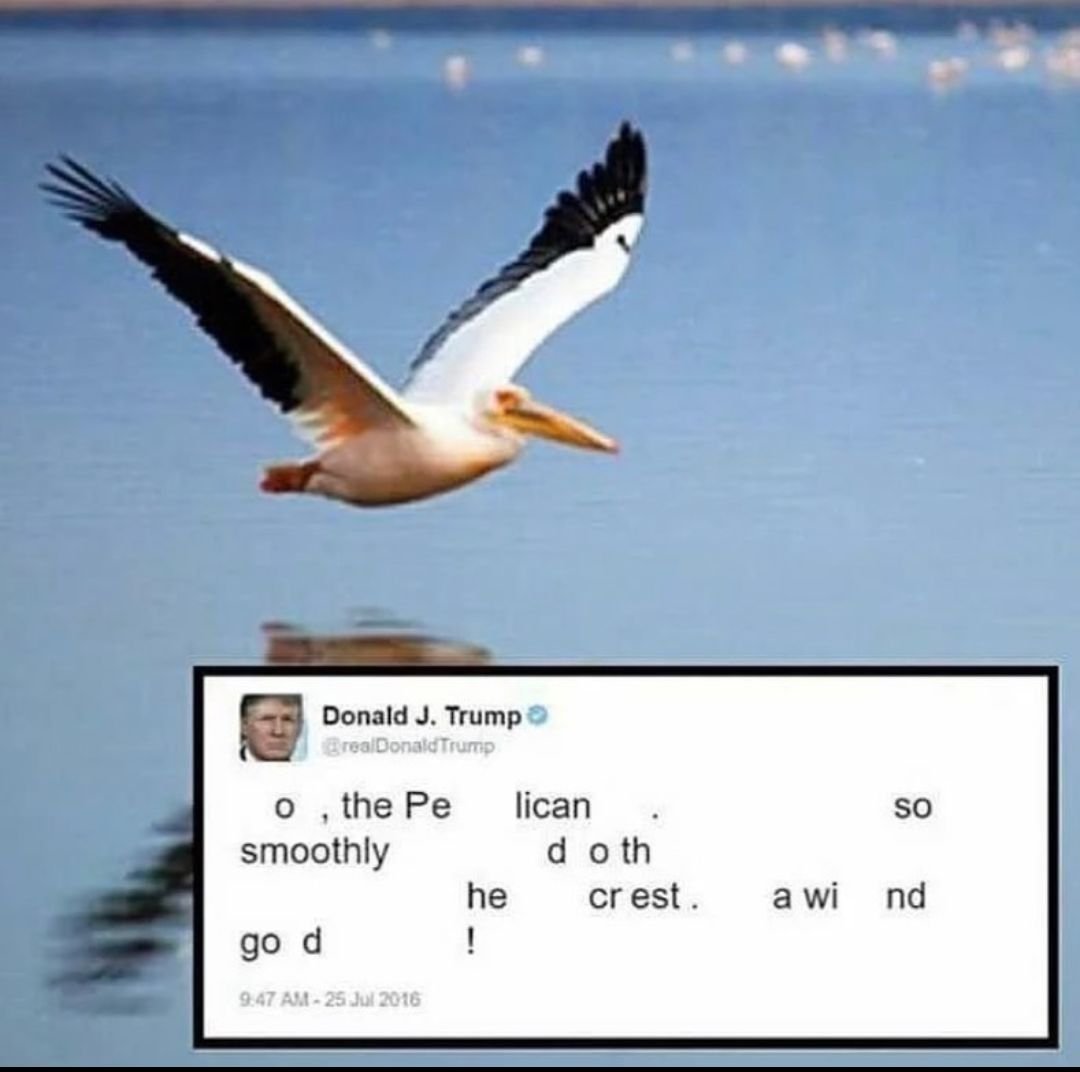 Donald J. Trump
@realDonaldTrump
o , the Pe lican . so
smoothly d o th
he cr est . a wi nd
go d !
9:47 AM - 25 Jul 2016